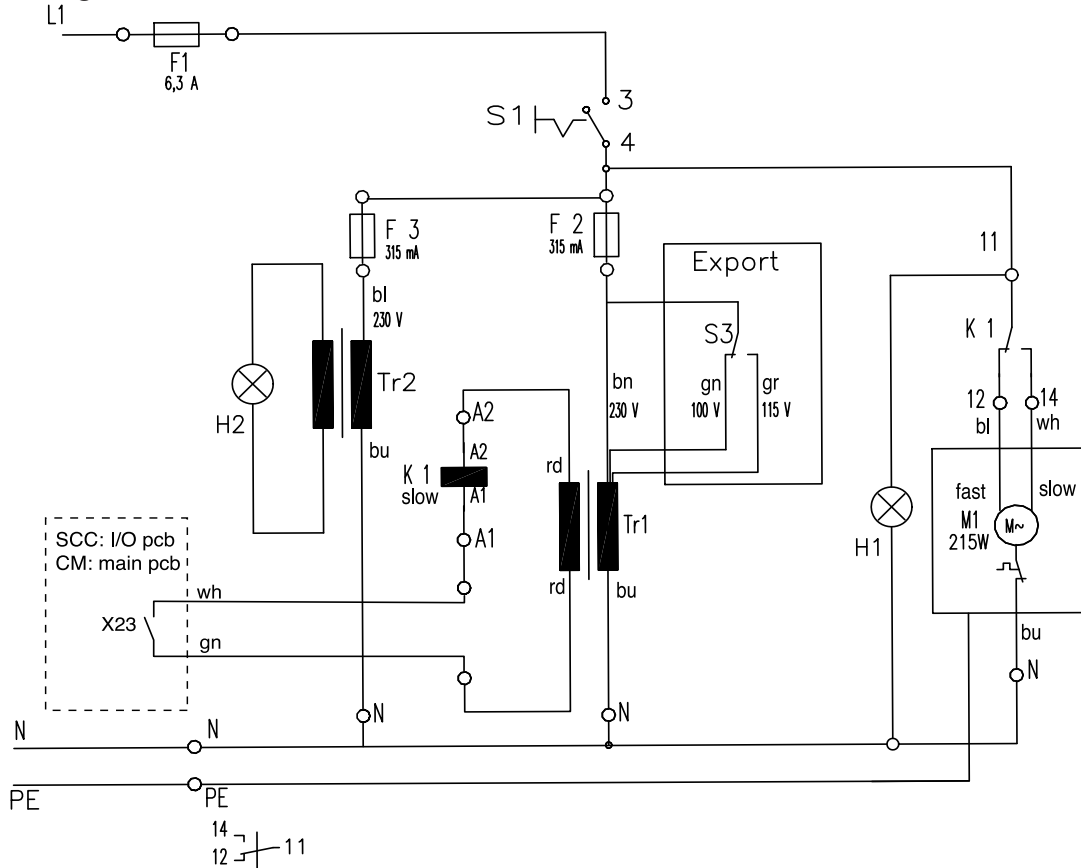 L1
F1
6,3 A
3
S1
4
F 3
315 mA
F 2
315 mA
Export
11
bl
230 V
S3
K 1
Tr2
bn
230 V
gn
100 V
gr
115 V
12
14
bl
wh
H2
A2
bu
K 1
slow
A2
A1
rd
fast
slow
M1
215W
M~
A1
Tr1
H1
SCC: I/O pcb
CM: main pcb
rd
bu
wh
X23
gn
bu
N
N
N
N
N
PE
PE
14
12
11